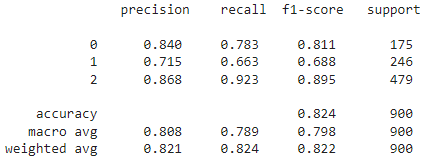 precision recall f1-score support
0 0.840 0.783 0.811 175
1 0.715 0.663 0.688 246
2 0.868 0.923 0.895 479
accuracy 0.824 900
macro avg 0.808 0.789 0.798 900
weighted avg 0.821 0.824 0.822 900